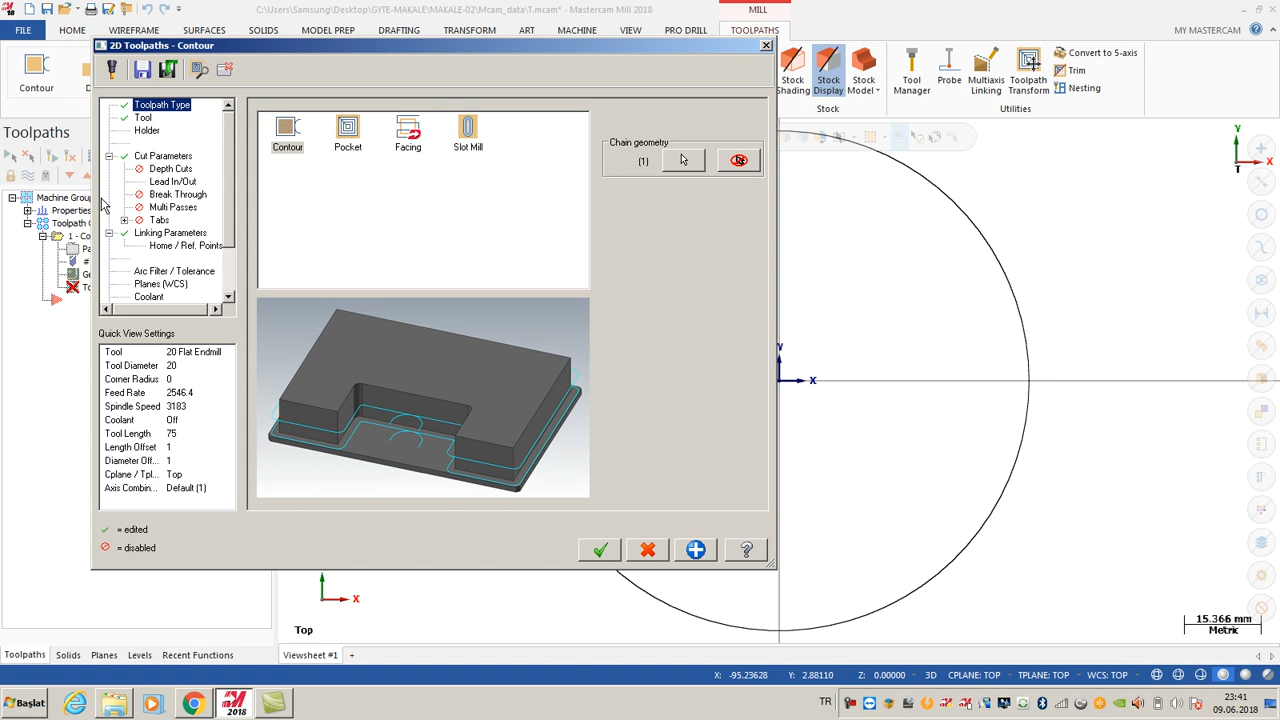 C:\Users\Samsung\Desktop\GYTE-MAKALE\MAKALE-02\Mcam_data\T.mcam* - Mastercam Mill 2018
MILL
FILE HOME WIREFRAME SURFACES SOLIDS MODEL PREP DRAFTING TRANSFORM ART MACHINE VIEW PRO DRILL TOOLPATHS MY MASTERCAM
2D Toolpaths - Contour
Contour
Stock Shading
Stock Display
Stock Model
Stock
Tool Manager
Probe
Multiaxis Linking
Toolpath Transform
Convert to 5-axis
Trim
Nesting
Utilities
Toolpaths
Machine Group
Properties
Toolpath G
1 - Co
Pa
#
Ge
To
Toolpath Type
Tool
Holder
Cut Parameters
Depth Cuts
Lead In/Out
Break Through
Multi Passes
Tabs
Linking Parameters
Home / Ref. Points
Arc Filter / Tolerance
Planes (WCS)
Coolant
Contour
Pocket
Facing
Slot Mill
Chain geometry
(1)
Quick View Settings
Tool 20 Flat Endmill
Tool Diameter 20
Corner Radius 0
Feed Rate 2546.4
Spindle Speed 3183
Coolant Off
Tool Length 75
Length Offset 1
Diameter Off... 1
Cplane / Tpl... Top
Axis Combin... Default (1)
= edited
= disabled
Y
X
T
Y
X
X
Top
15.366 mm
Metric
Toolpaths Solids Planes Levels Recent Functions
Viewsheet #1 +
X: -95.23628 Y: 2.88110 Z: 0.00000 3D CPLANE: TOP TPLANE: TOP WCS: TOP
Başlat
2018
TR
23:41
09.06.2018